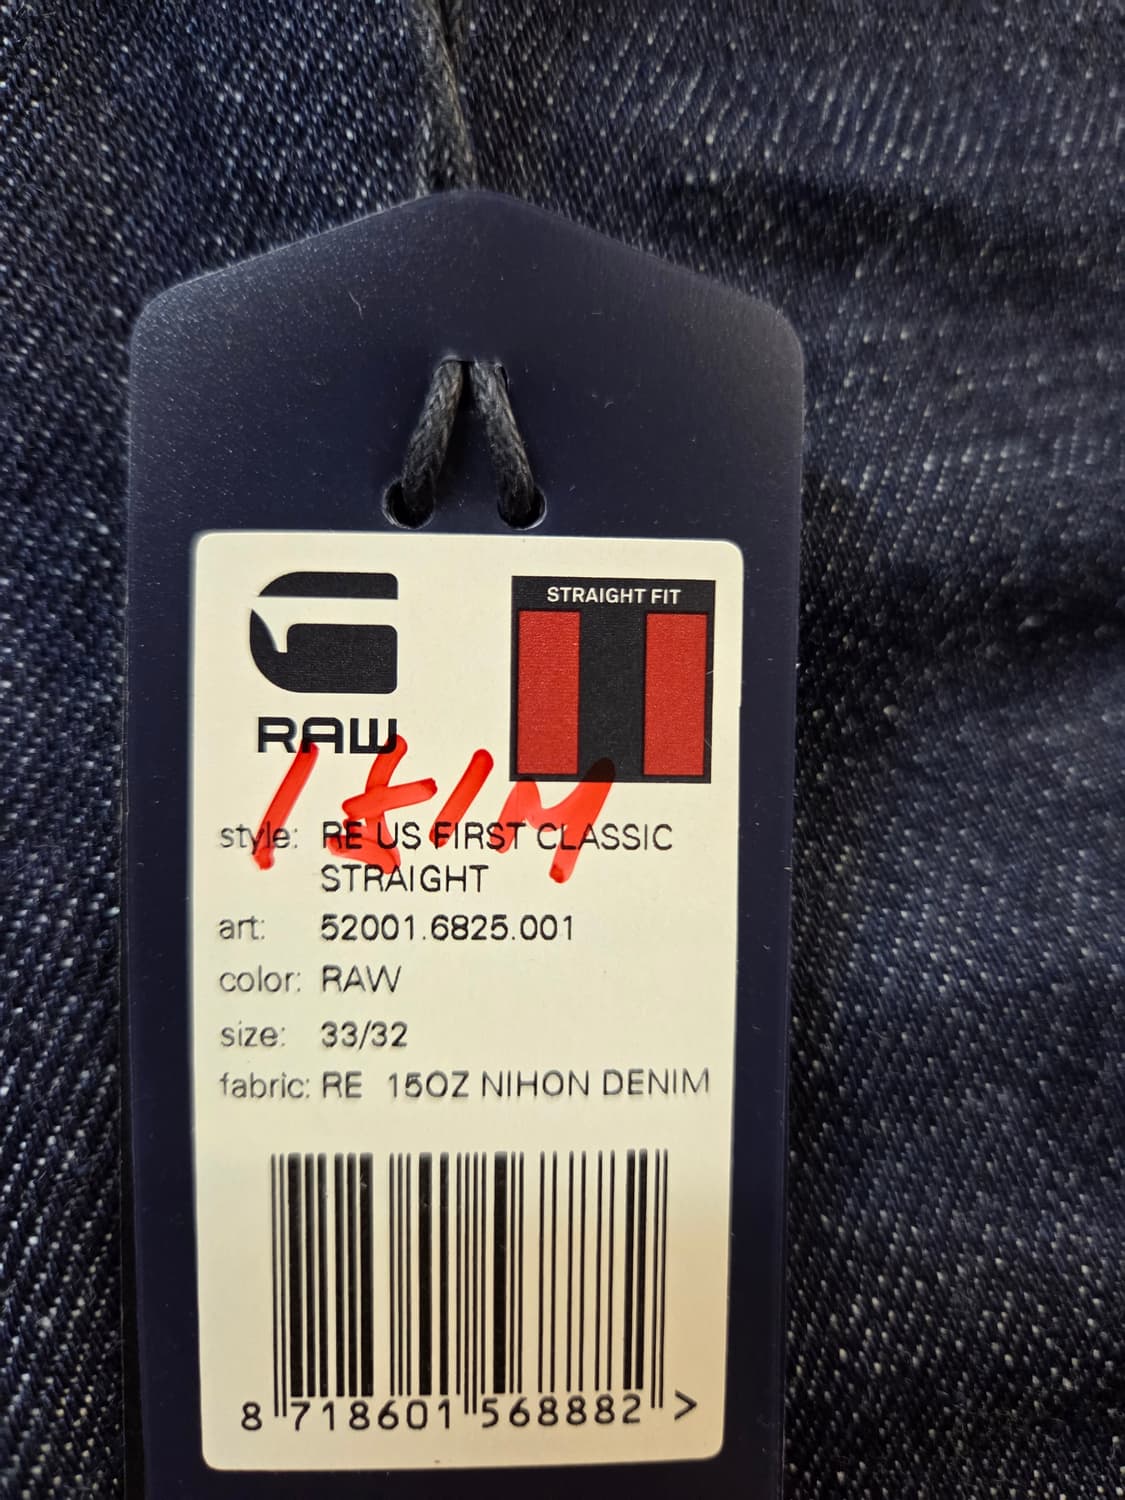 STRAIGHT FIT
RAW
style: RE US FIRST CLASSIC
STRAIGHT
art: 52001.6825.001
color: RAW
size: 33/32
fabric: RE 15OZ NIHON DENIM
8 718601 568882 >